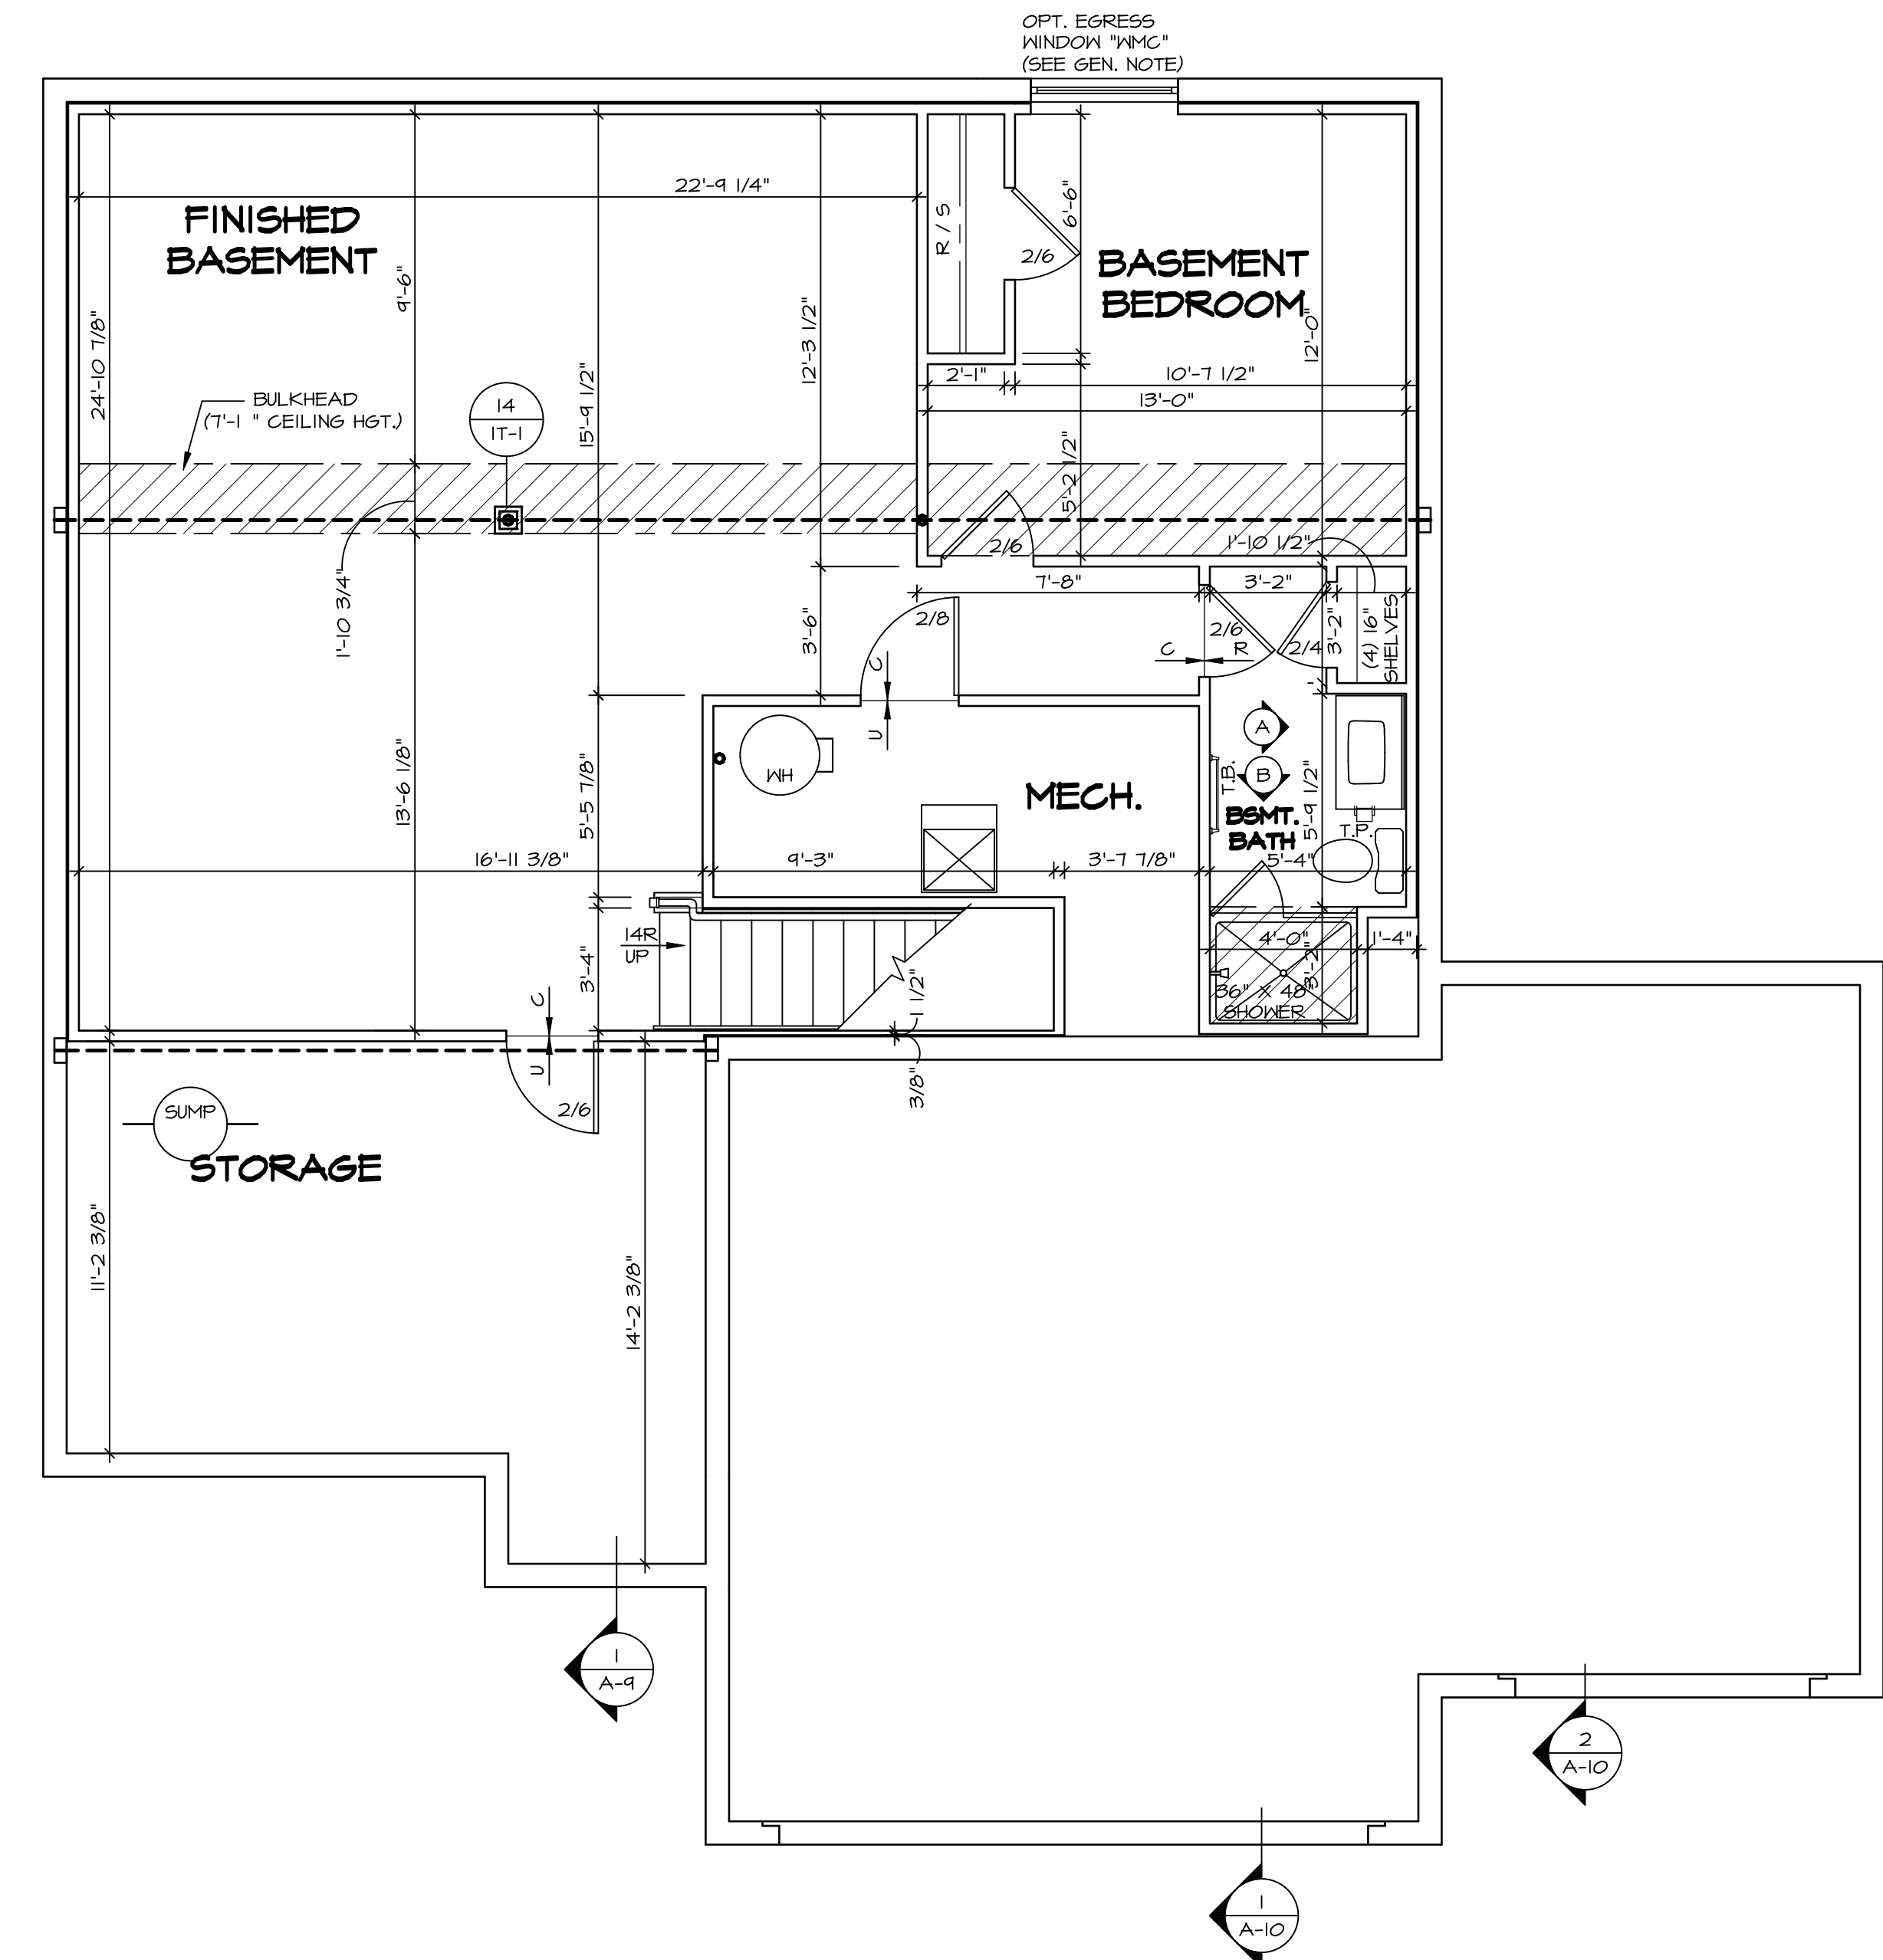 OPT. EGRESS
WINDOW "WMC"
(SEE GEN. NOTE)
22'-9 1/4"
FINISHED
BASEMENT
R / S
6'-6"
2/6
BASEMENT
BEDROOM
24'-10 7/8"
9'-6"
15'-9 1/2"
12'-3 1/2"
12'-0"
2'-1"
10'-7 1/2"
13'-0"
BULKHEAD
(7'-1 " CEILING HGT.)
14
1T-1
5'-2 1/2"
2/6
1'-10 1/2"
1'-10 3/4"
7'-8"
3'-2"
3'-6"
2/8
2/6
2/4
3'-2"
(4) 16"
SHELVES
C
R
C
U
A
WH
MECH.
T.B.
B
BSMT.
BATH
5'-9 1/2"
T.P.
13'-6 1/8"
5'-5 7/8"
16'-11 3/8"
9'-3"
3'-7 7/8"
5'-4"
14R
UP
3'-4"
1 1/2"
4'-0"
1'-4"
3'-2"
36" X 48"
SHOWER
C
U
3/8"
2/6
SUMP
STORAGE
11'-2 3/8"
14'-2 3/8"
1
A-9
2
A-10
1
A-10